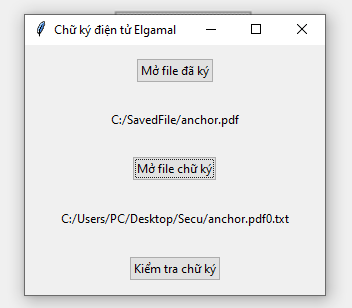 Chữ ký điện tử Elgamal
Mở file đã ký
C:/SavedFile/anchor.pdf
Mở file chữ ký
C:/Users/PC/Desktop/Secu/anchor.pdf0.txt
Kiểm tra chữ ký